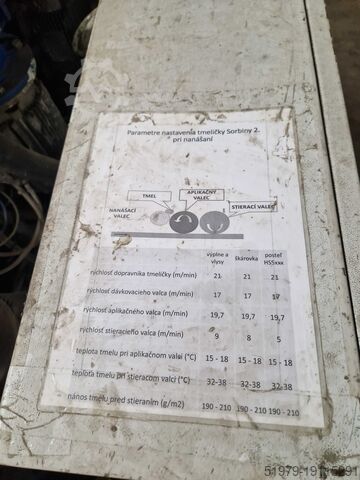 Parametre nastavenia tmeličky Sorbiny 2.
pri nanášaní
TMEL
APLIKAČNÝ
VALEC
NANÁŠACÍ
VALEC
STIERACÍ VALEC
výplne a
vlysy
škárovka
posteľ
HS5xxx
rýchlosť dopravníka tmeličky (m/min) 21 21 21
rýchlosť dávkovacieho valca (m/min) 17 17 17
rýchlosť aplikačného valca (m/min) 19,7 19,7 19,7
rýchlosť stieracieho valca (m/min) 9 8 5
teplota tmelu pri aplikačnom valci (°C) 15 - 18 15 - 18 15 - 18
teplota tmelu pri stieracom valci (°C) 32-38 32-38 32-38
nános tmelu pred stieraním (g/m2) 190 - 210 190 - 210 190 - 210